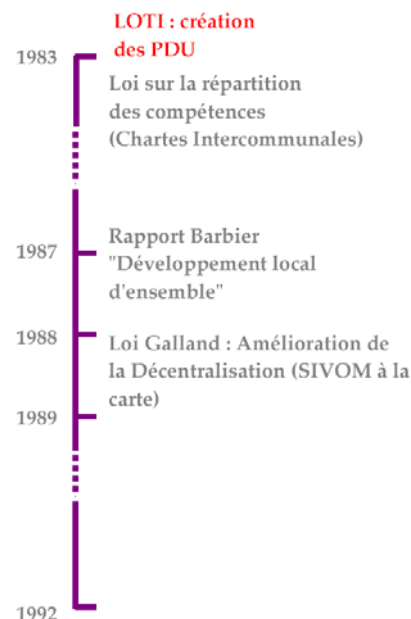 LOTI : création
des PDU
1983
Loi sur la répartition
des compétences
(Chartes Intercommunales)
1987
Rapport Barbier
"Développement local
d'ensemble"
1988
Loi Galland : Amélioration de
la Décentralisation (SIVOM à la
carte)
1989
1992